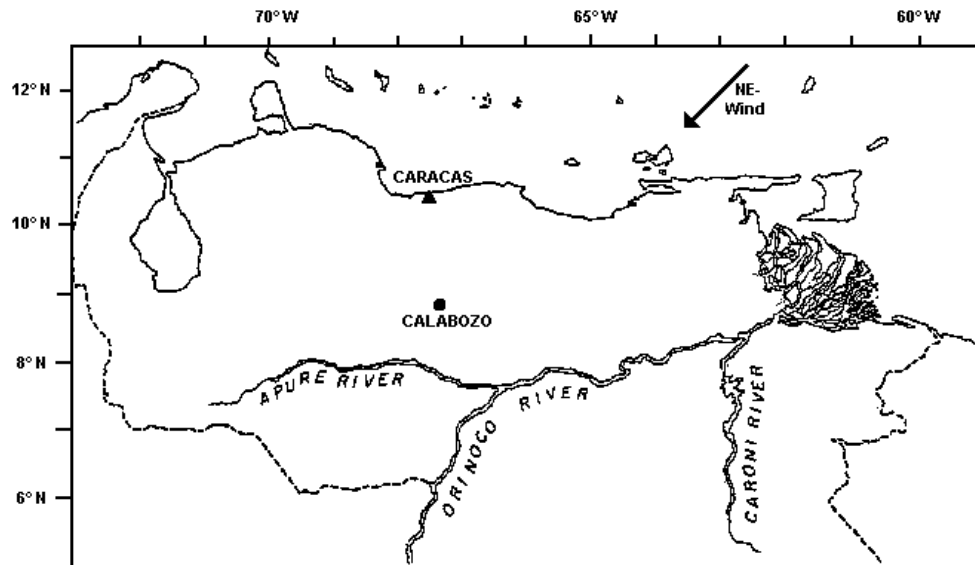 70°W 65°W 60°W
12°N
NE-
Wind
CARACAS
10°N
CALABOZO
8°N
APURE RIVER
ORINOCO RIVER
CARONI RIVER
6°N